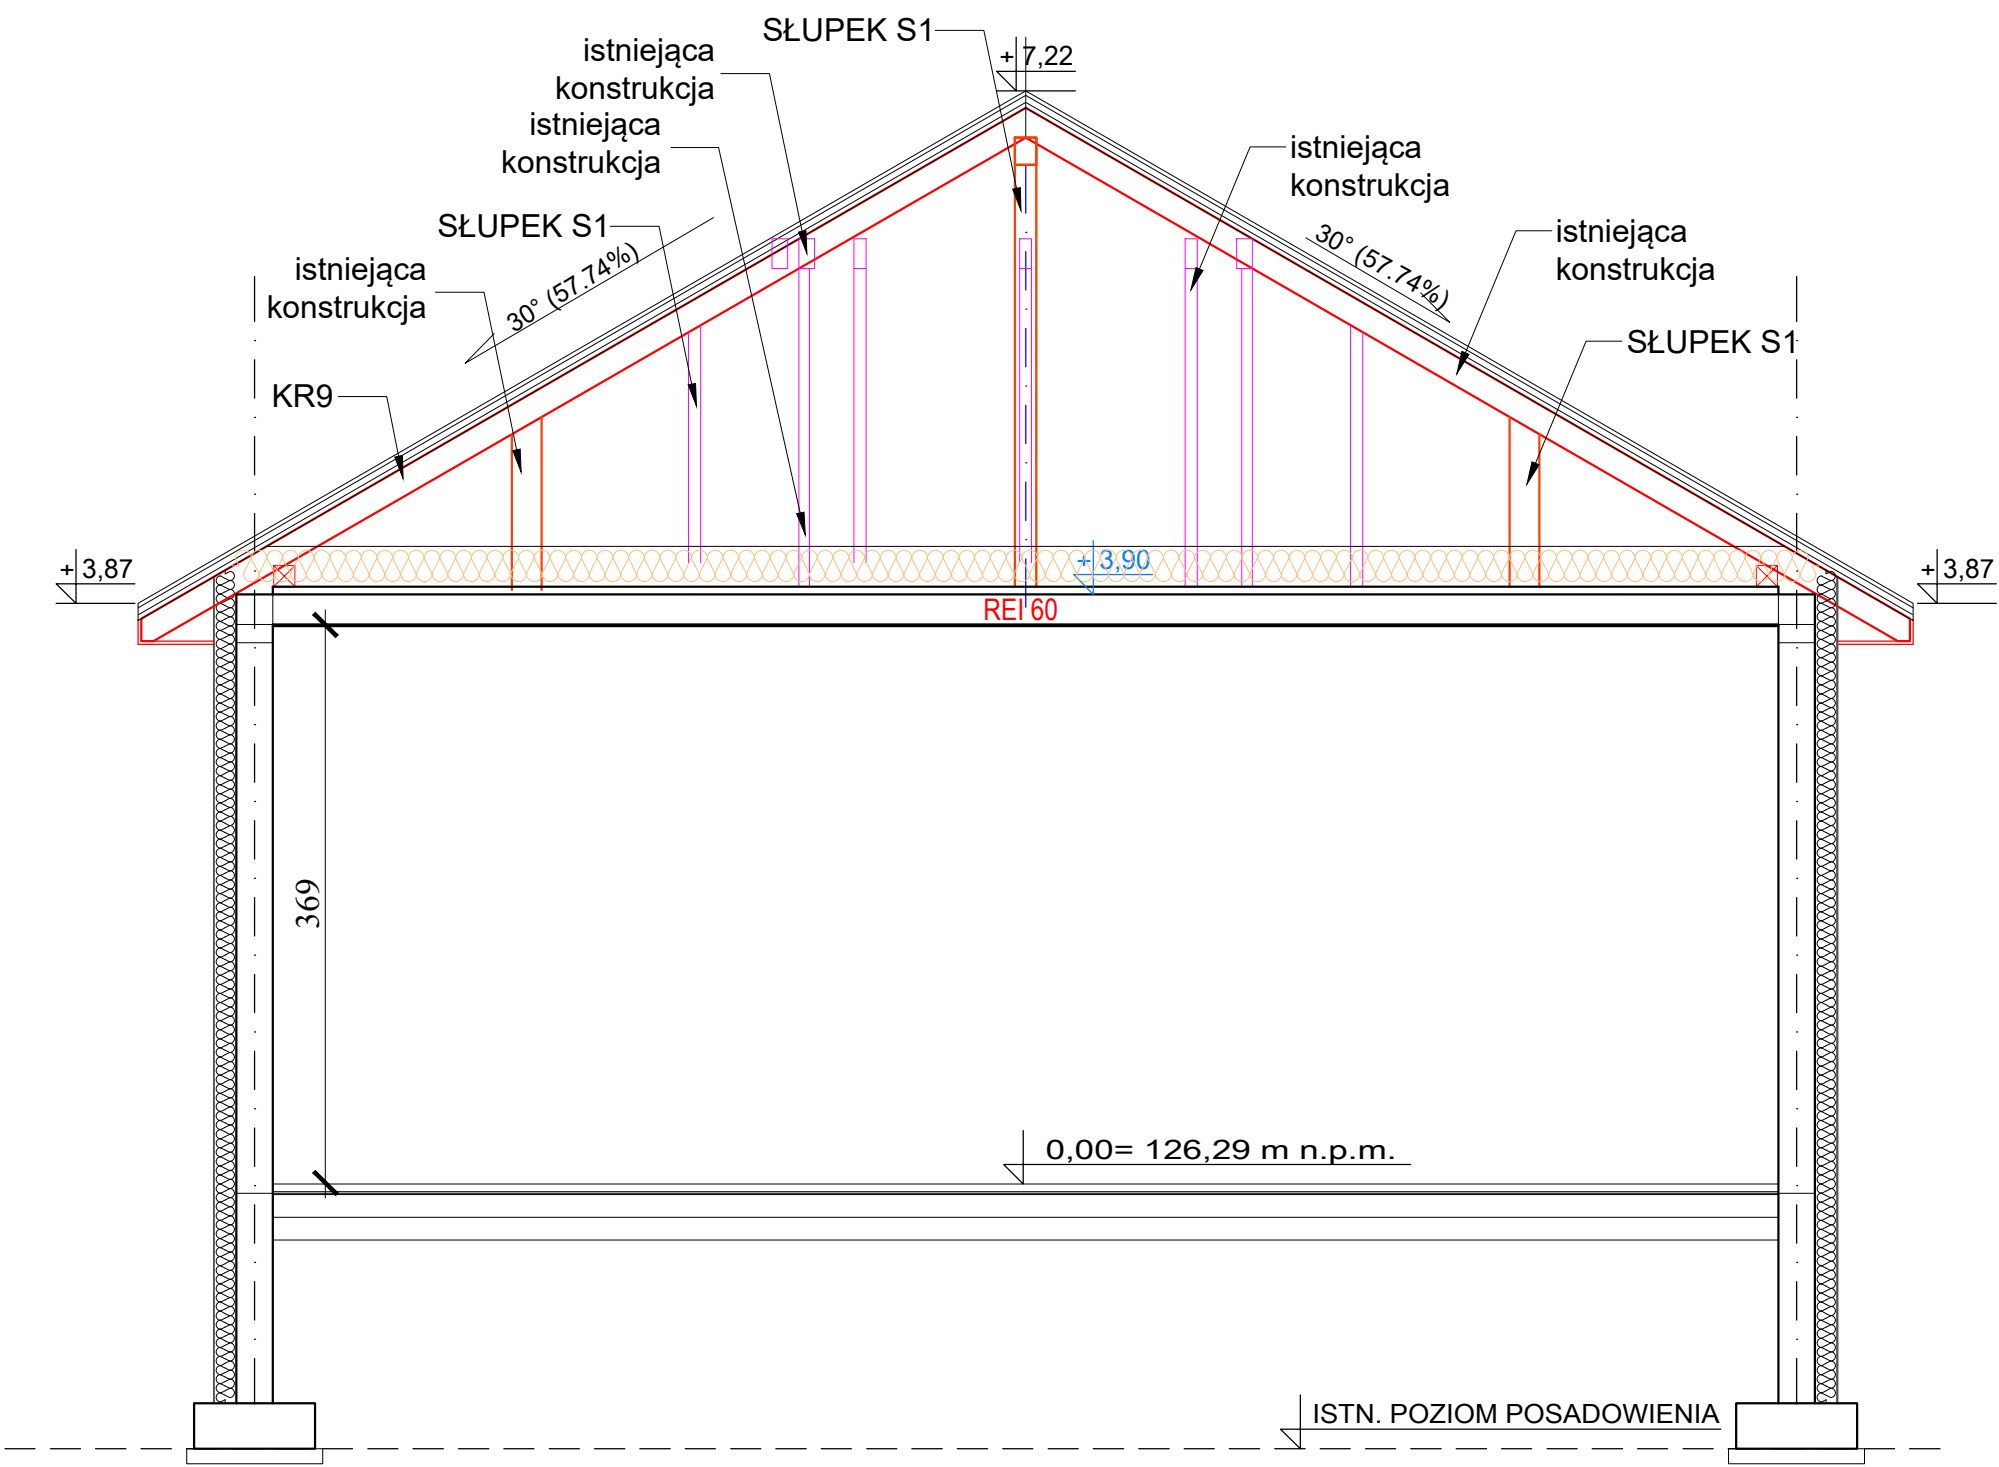 SŁUPEK S1
+ 7,22
istniejąca
konstrukcja
istniejąca
konstrukcja
istniejąca
konstrukcja
SŁUPEK S1
istniejąca
konstrukcja
30° (57.74%)
30° (57.74%)
istniejąca
konstrukcja
SŁUPEK S1
KR9
+ 3,87
+ 3,90
+ 3,87
REI 60
369
0,00= 126,29 m n.p.m.
ISTN. POZIOM POSADOWIENIA